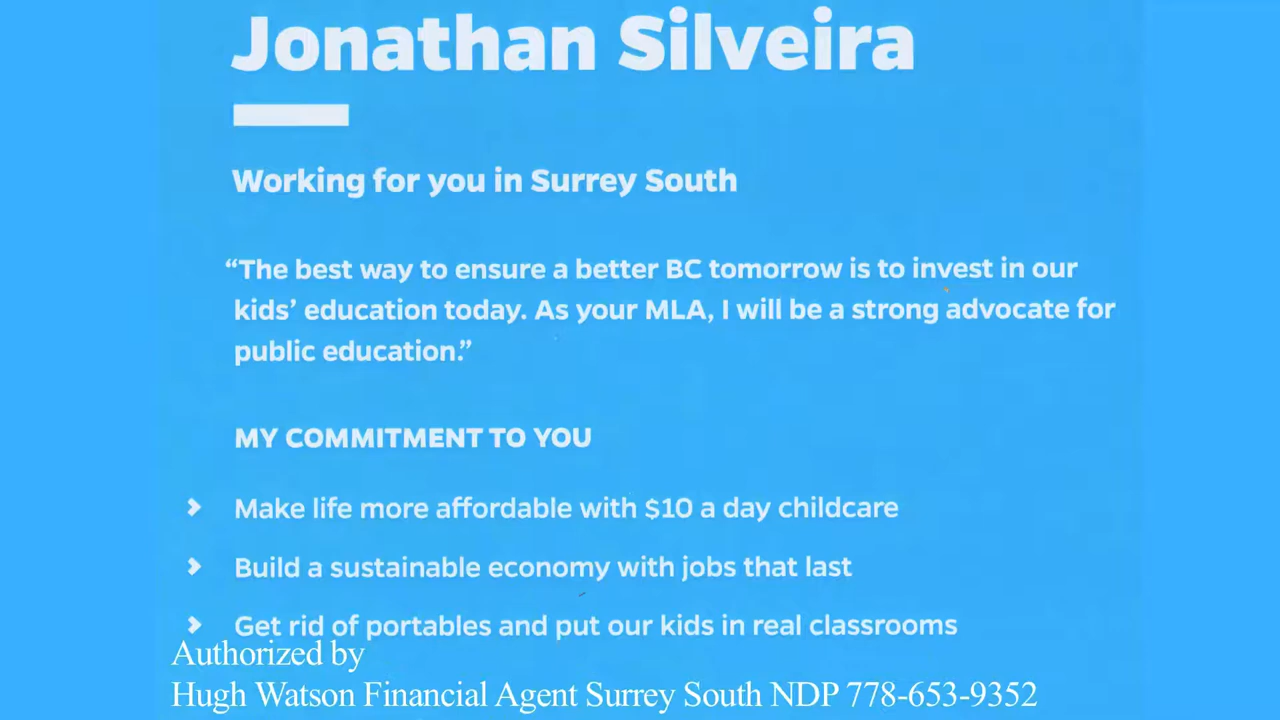 Jonathan Silveira
Working for you in Surrey South
“The best way to ensure a better BC tomorrow is to invest in our
kids’ education today. As your MLA, I will be a strong advocate for
public education.”
MY COMMITMENT TO YOU
Make life more affordable with $10 a day childcare
Build a sustainable economy with jobs that last
Get rid of portables and put our kids in real classrooms
Authorized by
Hugh Watson Financial Agent Surrey South NDP 778-653-9352